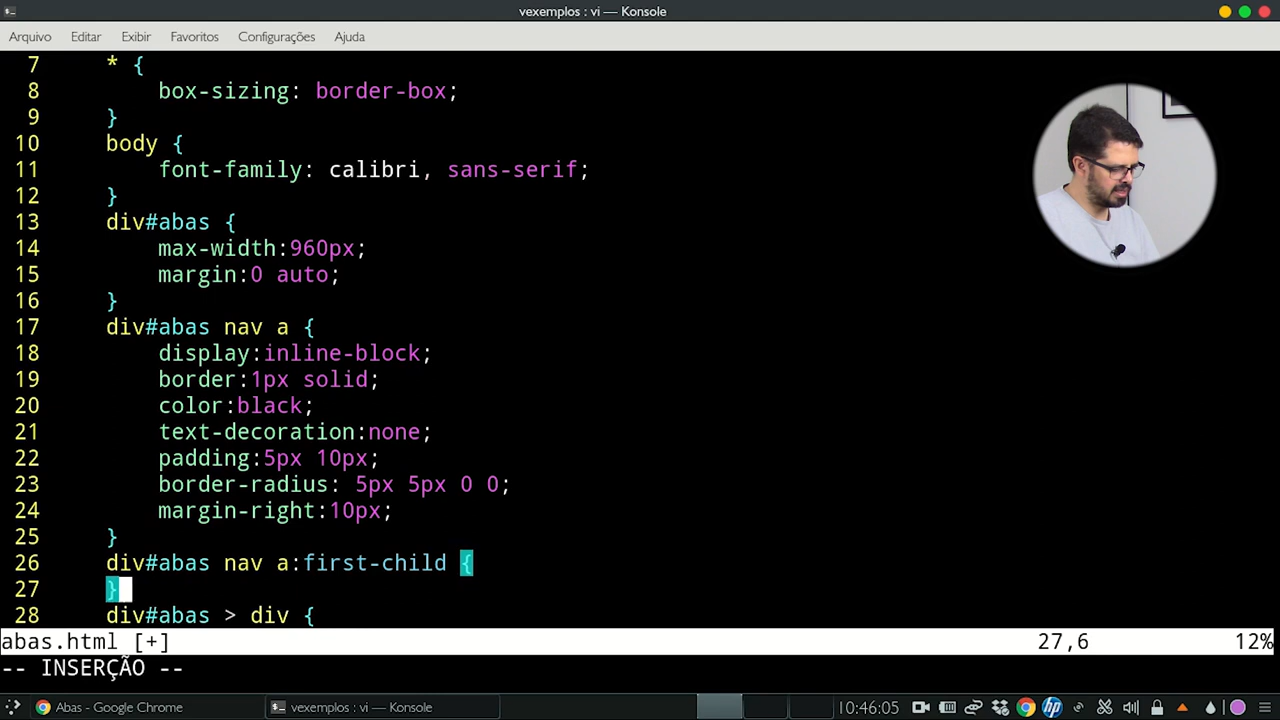 vexemplos : vi — Konsole
Arquivo Editar Exibir Favoritos Configurações Ajuda
7 * {
8 box-sizing: border-box;
9 }
10 body {
11 font-family: calibri, sans-serif;
12 }
13 div#abas {
14 max-width:960px;
15 margin:0 auto;
16 }
17 div#abas nav a {
18 display:inline-block;
19 border:1px solid;
20 color:black;
21 text-decoration:none;
22 padding:5px 10px;
23 border-radius: 5px 5px 0 0;
24 margin-right:10px;
25 }
26 div#abas nav a:first-child {
27 }
28 div#abas > div {
abas.html [+] 27,6 12%
-- INSERÇÃO --
Abas - Google Chrome vexemplos : vi — Konsole 10:46:05